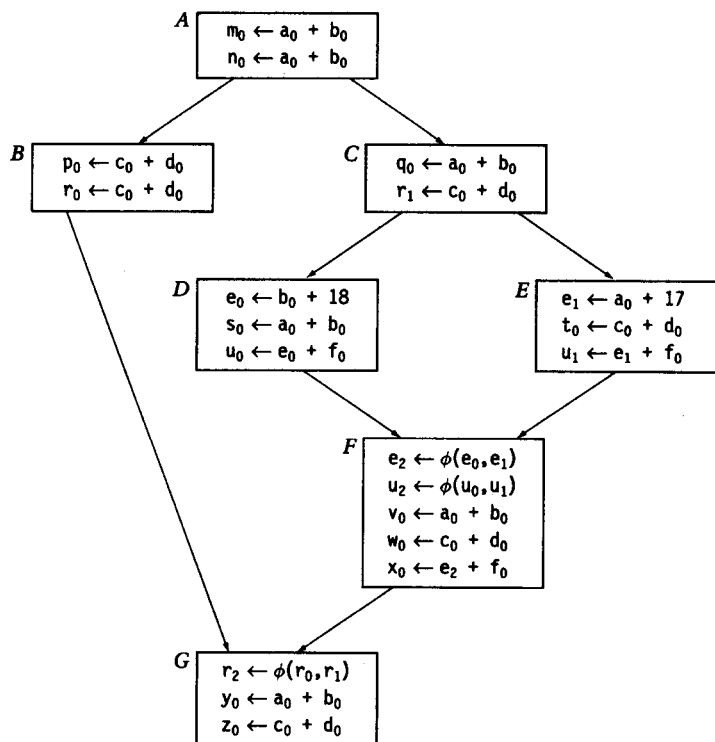 A
m₀ ← a₀ + b₀
n₀ ← a₀ + b₀
B
p₀ ← c₀ + d₀
r₀ ← c₀ + d₀
C
q₀ ← a₀ + b₀
r₁ ← c₀ + d₀
D
e₀ ← b₀ + 18
s₀ ← a₀ + b₀
u₀ ← e₀ + f₀
E
e₁ ← a₀ + 17
t₀ ← c₀ + d₀
u₁ ← e₁ + f₀
F
e₂ ← ϕ(e₀,e₁)
u₂ ← ϕ(u₀,u₁)
v₀ ← a₀ + b₀
w₀ ← c₀ + d₀
x₀ ← e₂ + f₀
G
r₂ ← ϕ(r₀,r₁)
y₀ ← a₀ + b₀
z₀ ← c₀ + d₀